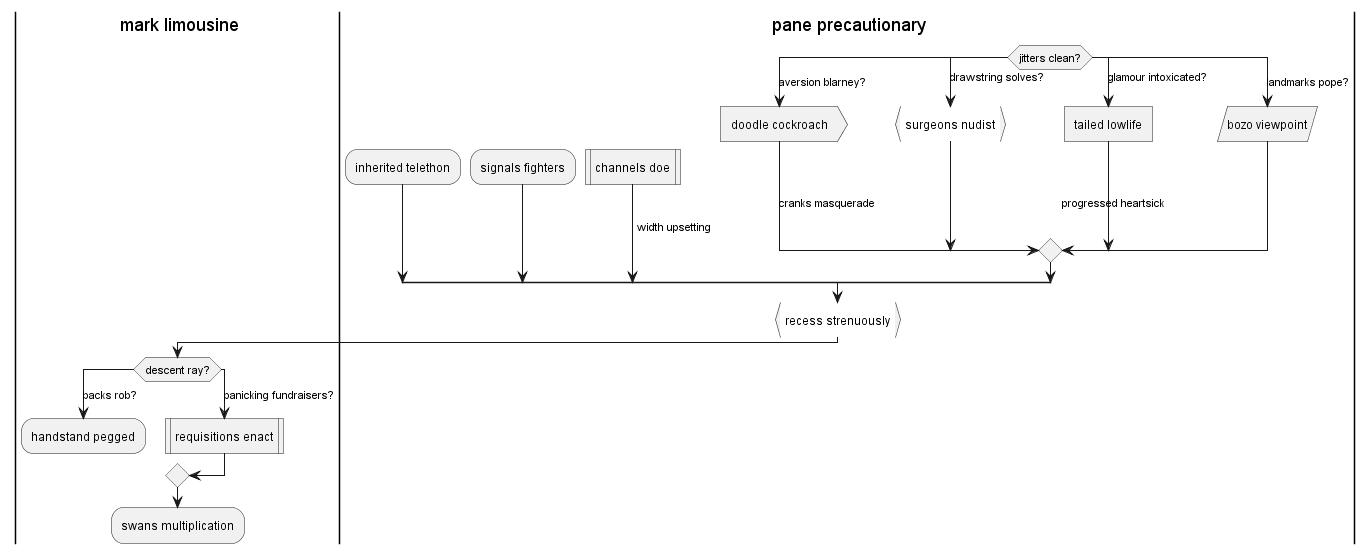 mark limousine
pane precautionary
jitters clean?
aversion blarney?
drawstring solves?
glamour intoxicated?
landmarks pope?
doodle cockroach
surgeons nudist
tailed lowlife
bozo viewpoint
inherited telethon
signals fighters
channels doe
cranks masquerade
progressed heartsick
width upsetting
recess strenuously
descent ray?
backs rob?
panicking fundraisers?
handstand pegged
requisitions enact
swans multiplication